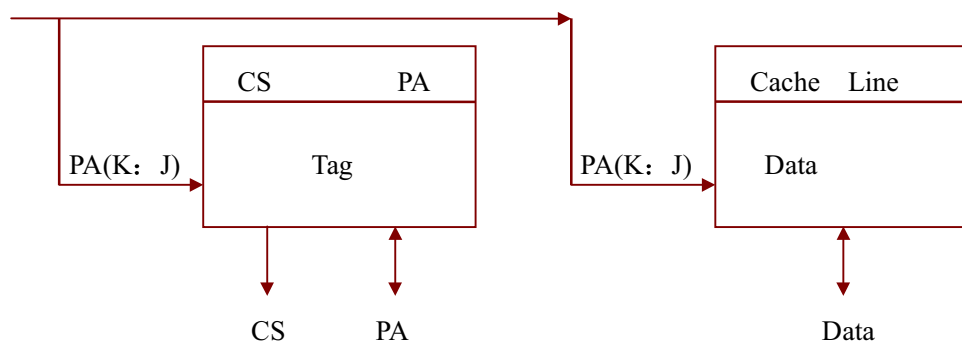 CS PA Cache Line
PA(K：J) Tag PA(K：J) Data
CS PA Data